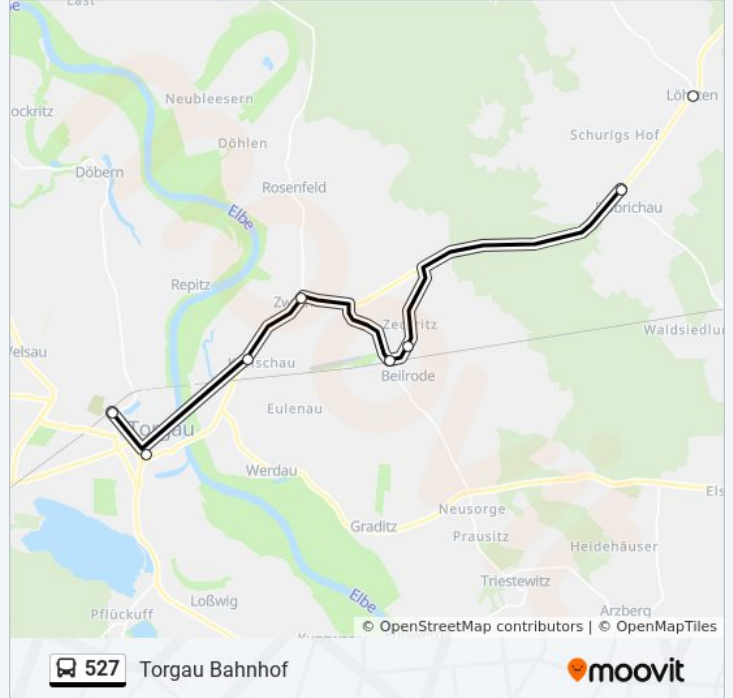 Neubleesern
Löhsten
Schurigs Hof
Döhlen
Döbern
Rosenfeld
Elbe
Repitz
Beilrode
Torgau
Eulenau
Werdau
Neusorge
Graditz
Prausitz
Heidehäuser
Triestewitz
Elbe
Loßwig
Arzberg
Pflückuff
© OpenStreetMap contributors | © OpenMapTiles
527 Torgau Bahnhof
moovit